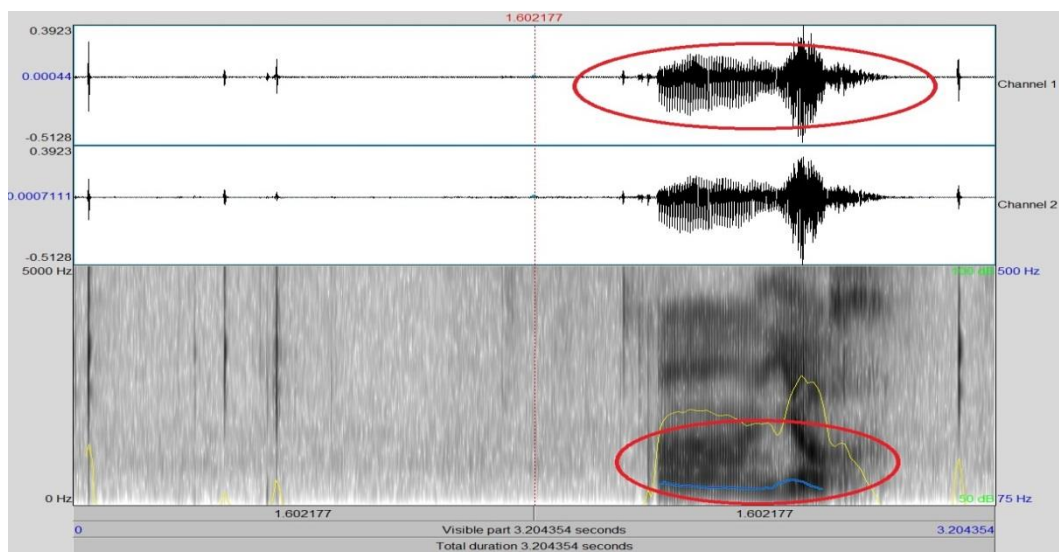 1.602177
0.3923
0.00044
-0.5128
Channel 1
0.3923
0.0007111
-0.5128
Channel 2
5000 Hz
100 dB 500 Hz
0 Hz
50 dB 75 Hz
1.602177 1.602177
0 Visible part 3.204354 seconds 3.204354
Total duration 3.204354 seconds